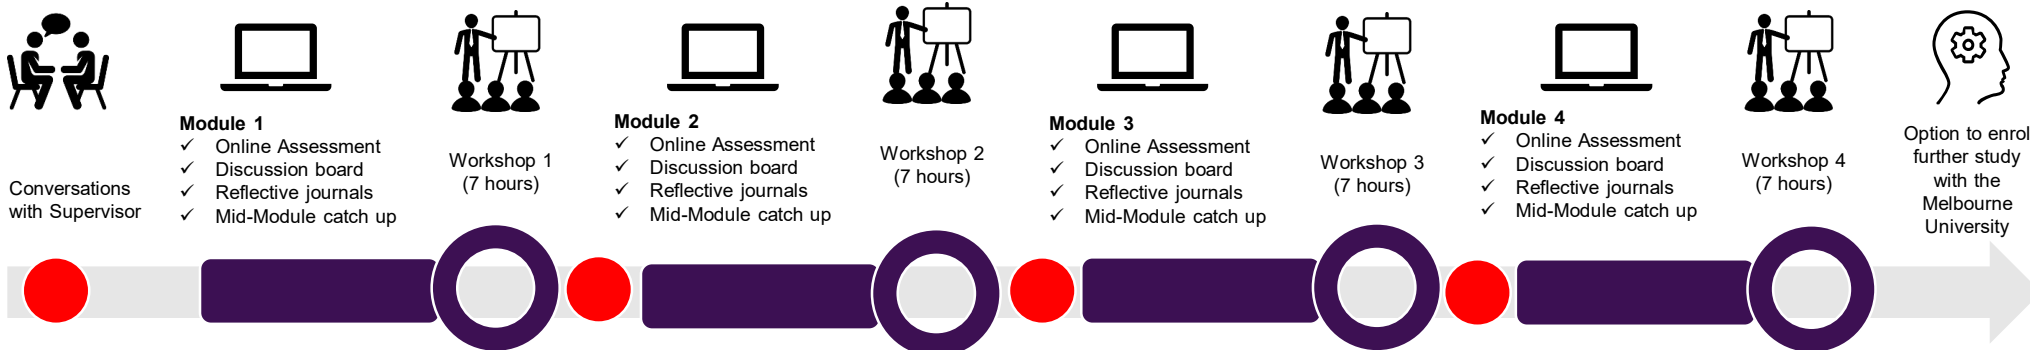 Conversations
with Supervisor
Module 1
✓ Online Assessment
✓ Discussion board
✓ Reflective journals
✓ Mid-Module catch up
Workshop 1
(7 hours)
Module 2
✓ Online Assessment
✓ Discussion board
✓ Reflective journals
✓ Mid-Module catch up
Workshop 2
(7 hours)
Module 3
✓ Online Assessment
✓ Discussion board
✓ Reflective journals
✓ Mid-Module catch up
Workshop 3
(7 hours)
Module 4
✓ Online Assessment
✓ Discussion board
✓ Reflective journals
✓ Mid-Module catch up
Workshop 4
(7 hours)
Option to enrol
further study
with the
Melbourne
University